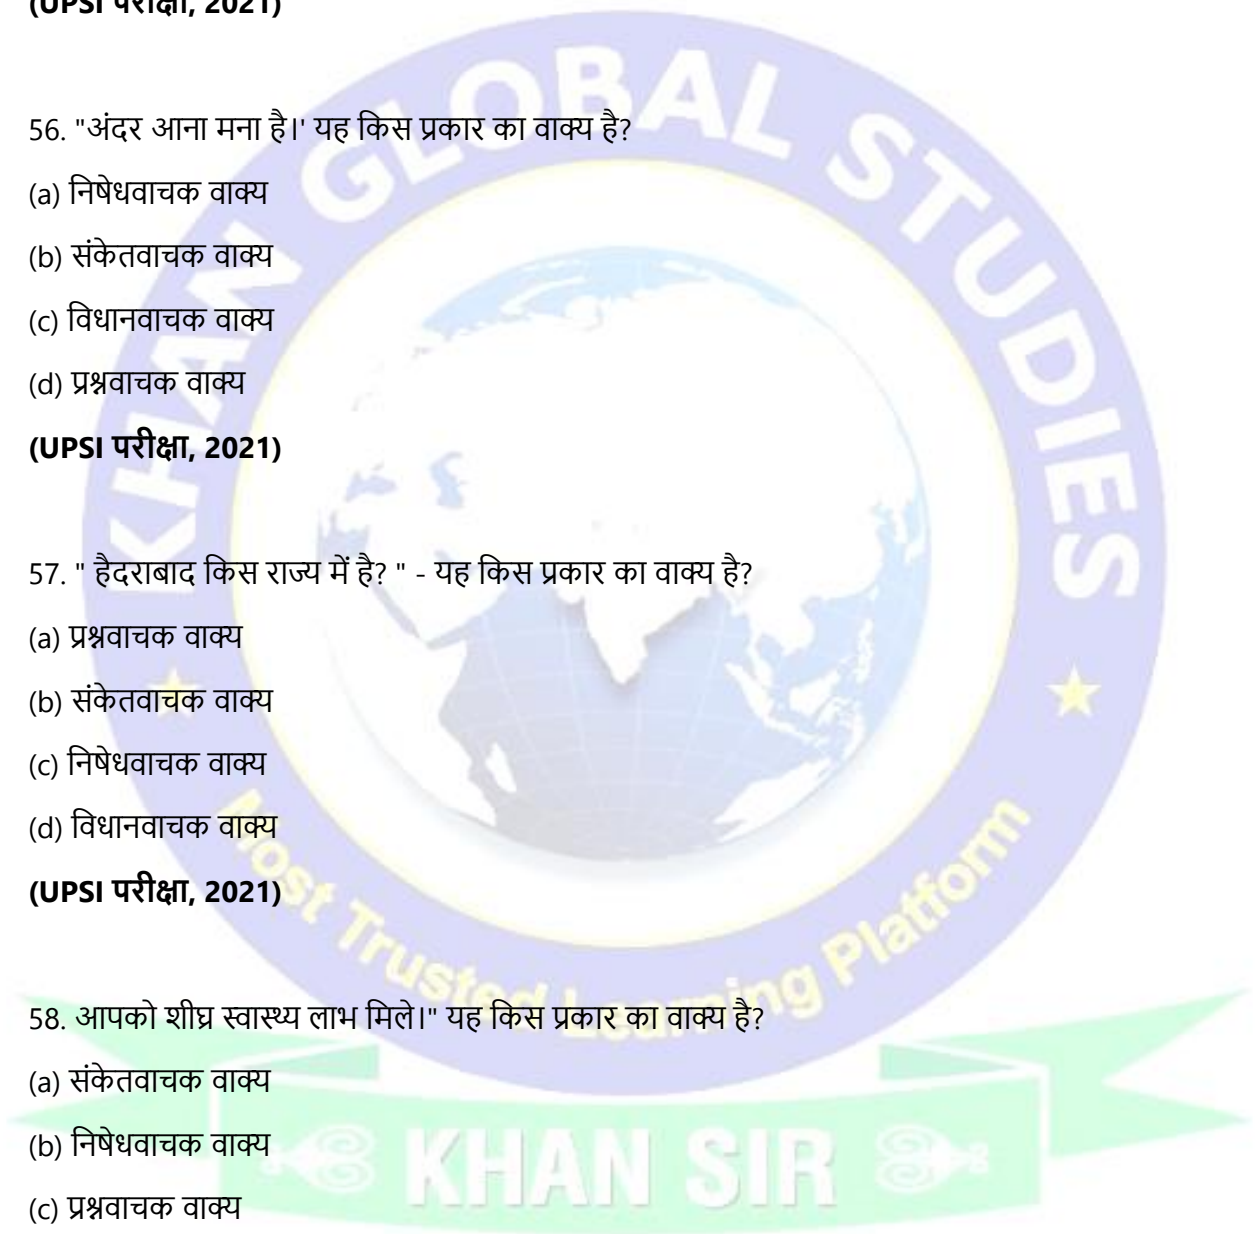 (UPSI परीक्षा, 2021)
56. "अंदर आना मना है।' यह किस प्रकार का वाक्य है?
(a) निषेधवाचक वाक्य
(b) संकेतवाचक वाक्य
(c) विधानवाचक वाक्य
(d) प्रश्नवाचक वाक्य
(UPSI परीक्षा, 2021)
57. " हैदराबाद किस राज्य में है? " - यह किस प्रकार का वाक्य है?
(a) प्रश्नवाचक वाक्य
(b) संकेतवाचक वाक्य
(c) निषेधवाचक वाक्य
(d) विधानवाचक वाक्य
(UPSI परीक्षा, 2021)
58. आपको शीघ्र स्वास्थ्य लाभ मिले।" यह किस प्रकार का वाक्य है?
(a) संकेतवाचक वाक्य
(b) निषेधवाचक वाक्य
(c) प्रश्नवाचक वाक्य
KHAN GLOBAL STUDIES
Most Trusted Learning Platform
KHAN SIR